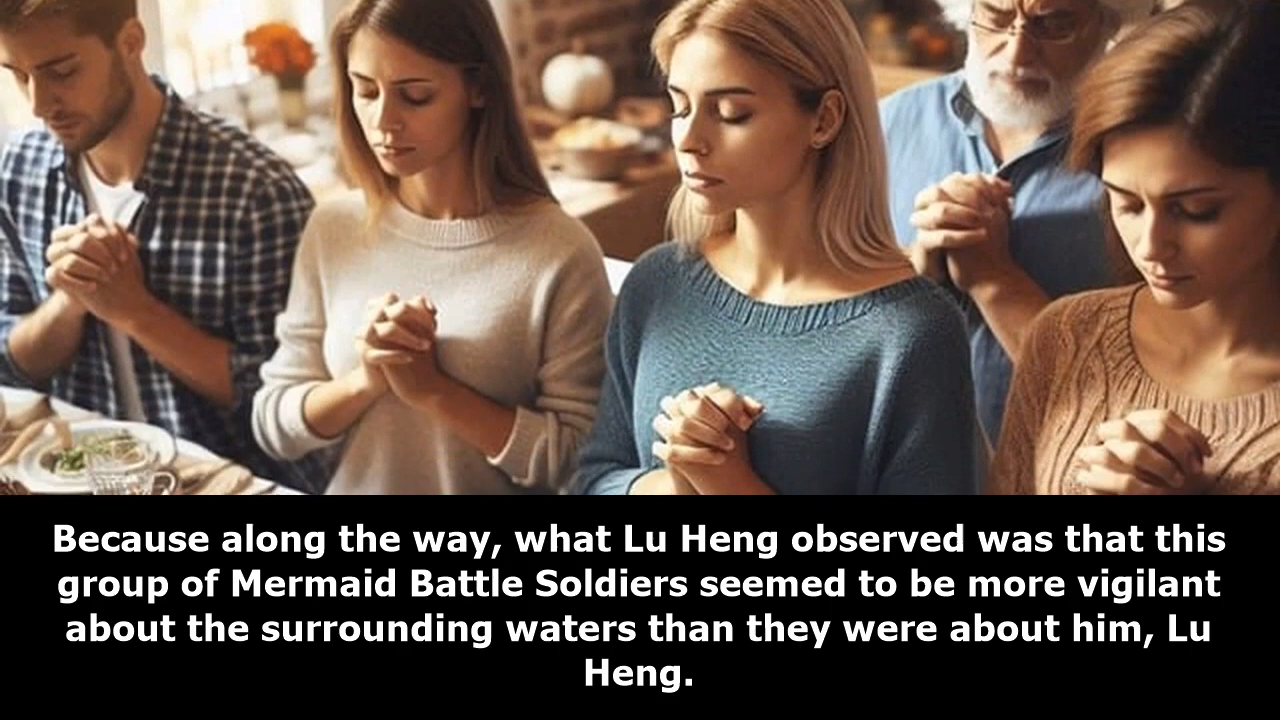 Because along the way, what Lu Heng observed was that this
group of Mermaid Battle Soldiers seemed to be more vigilant
about the surrounding waters than they were about him, Lu
Heng.